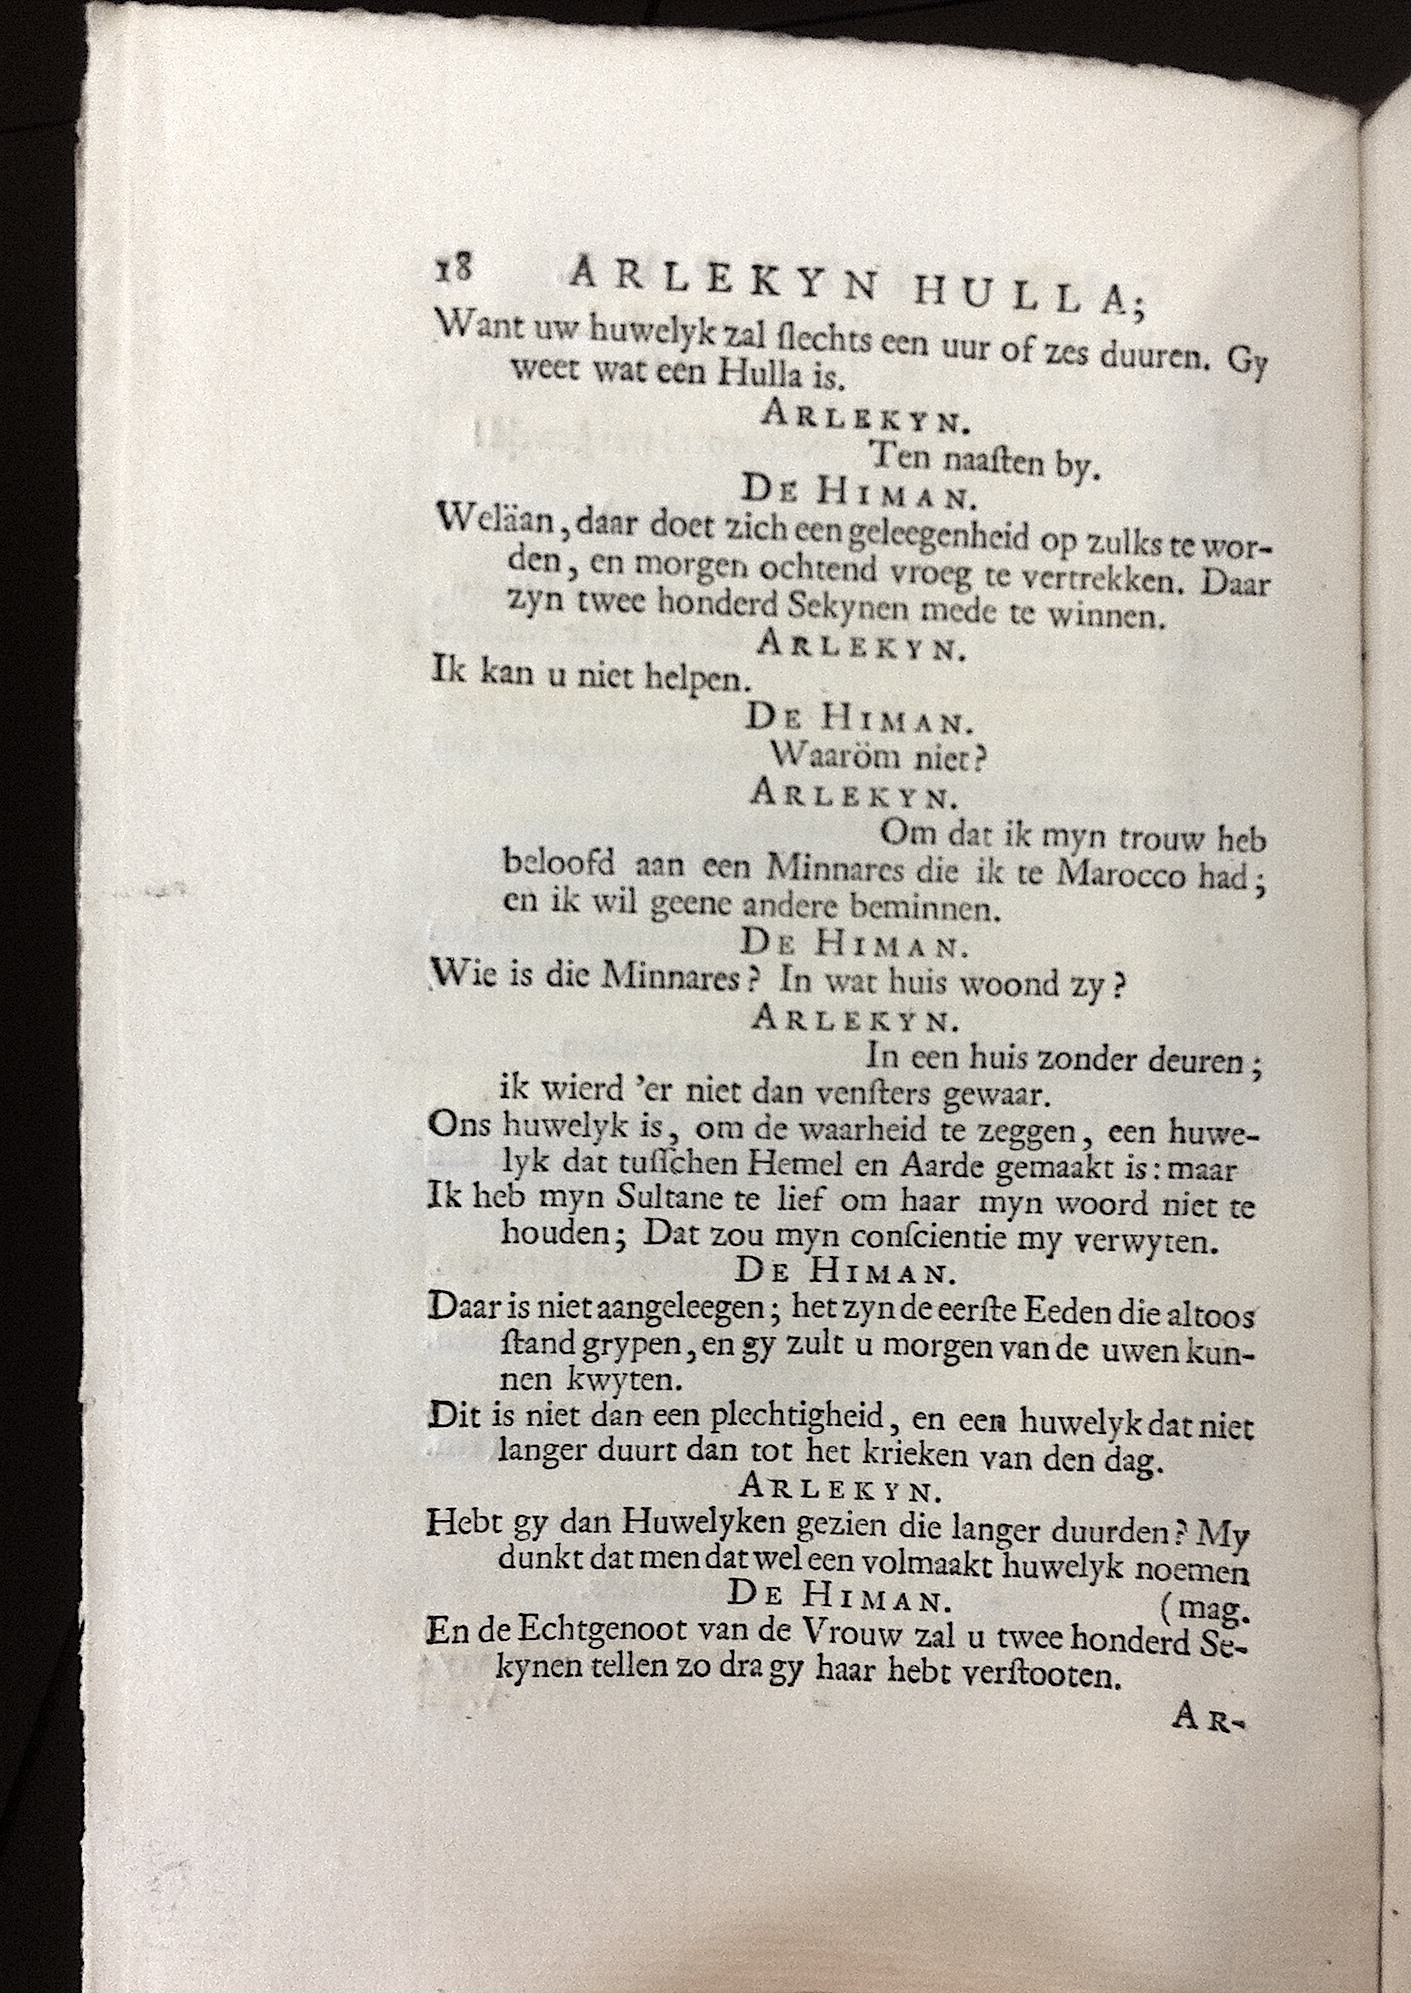 18 ARLEKYN HULLA;
Want uw huwelyk zal ſlechts een uur of zes duuren. Gy
weet wat een Hulla is.
ARLEKYN.
Ten naaſten by.
DE HIMAN.
Weläan, daar doet zich een geleegenheid op zulks te wor-
den, en morgen ochtend vroeg te vertrekken. Daar
zyn twee honderd Sekynen mede te winnen.
ARLEKYN.
Ik kan u niet helpen.
DE HIMAN.
Waaröm niet?
ARLEKYN.
Om dat ik myn trouw heb
beloofd aan een Minnares die ik te Marocco had;
en ik wil geene andere beminnen.
DE HIMAN.
Wie is die Minnares? In wat huis woond zy?
ARLEKYN.
In een huis zonder deuren;
ik wierd 'er niet dan venſters gewaar.
Ons huwelyk is, om de waarheid te zeggen, een huwe-
lyk dat tuſſchen Hemel en Aarde gemaakt is: maar
Ik heb myn Sultane te lief om haar myn woord niet te
houden; Dat zou myn conſcientie my verwyten.
DE HIMAN.
Daar is niet aangeleegen; het zyn de eerſte Eeden die altoos
ſtand grypen, en gy zult u morgen van de uwen kun-
nen kwyten.
Dit is niet dan een plechtigheid, en een huwelyk dat niet
langer duurt dan tot het krieken van den dag.
ARLEKYN.
Hebt gy dan Huwelyken gezien die langer duurden? My
dunkt dat men dat wel een volmaakt huwelyk noemen
DE HIMAN. (mag.
En de Echtgenoot van de Vrouw zal u twee honderd Se-
kynen tellen zo dra gy haar hebt verſtooten.
AR-